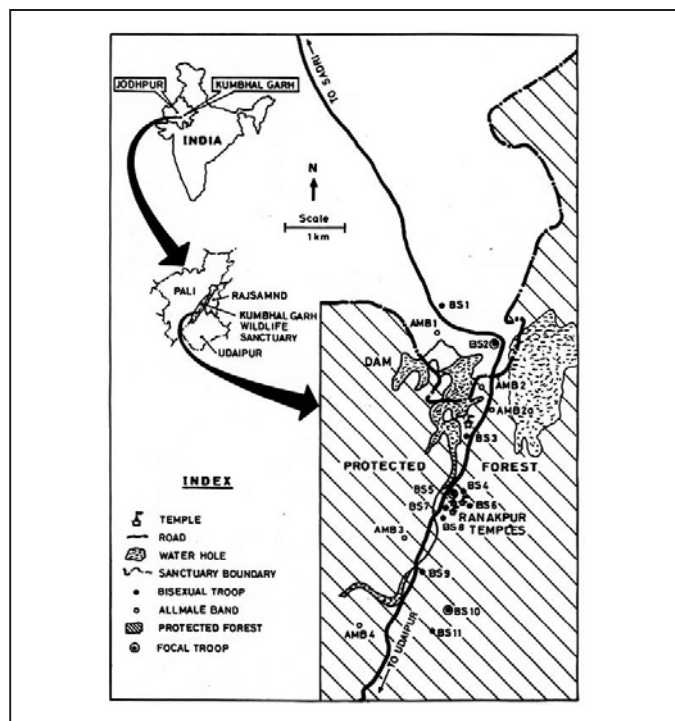 JODHPUR
KUMBHAL GARH
INDIA
TO SADRI
N
Scale
1 km
PALI
RAJSAMND
KUMBHAL GARH
WILDLIFE
SANCTUARY
UDAIPUR
BS1
AMB1
BS2
DAM
AMB2
AMB2a
BS3
PROTECTED FOREST
BS5
BS4
BS7
BS6
RANAKPUR
TEMPLES
BS8
AMB3
BS9
BS10
AMB4
BS11
TO UDAIPUR
INDEX
TEMPLE
ROAD
WATER HOLE
SANCTUARY BOUNDARY
BISEXUAL TROOP
ALLMALE BAND
PROTECTED FOREST
FOCAL TROOP